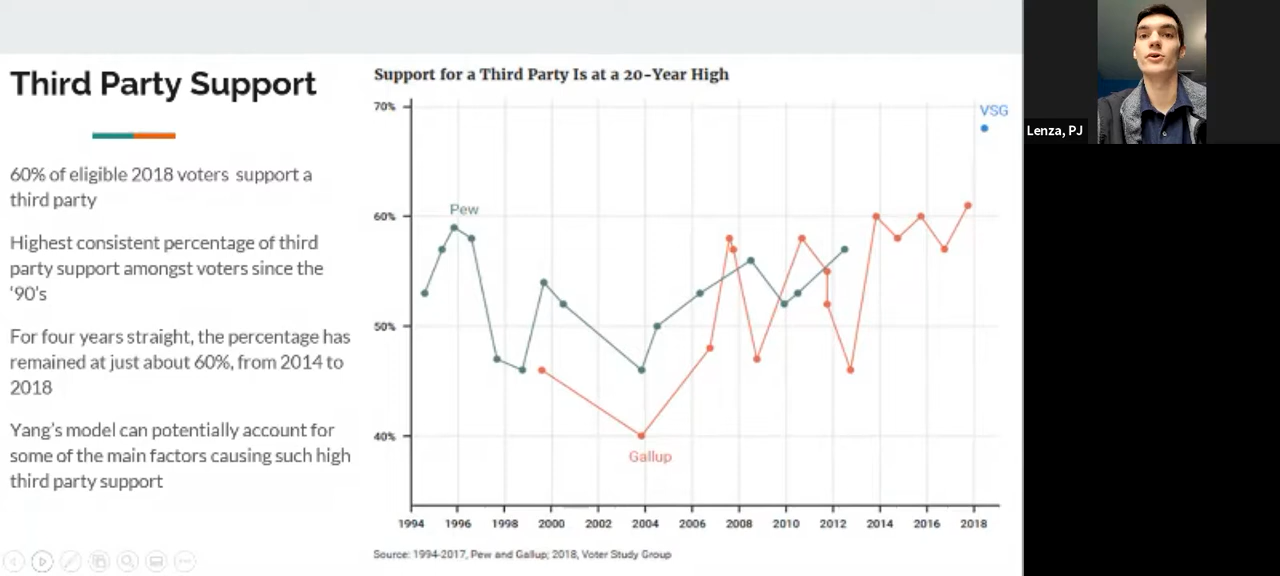 Third Party Support
60% of eligible 2018 voters support a
third party
Highest consistent percentage of third
party support amongst voters since the
'90's
For four years straight, the percentage has
remained at just about 60%, from 2014 to
2018
Yang's model can potentially account for
some of the main factors causing such high
third party support
Support for a Third Party Is at a 20-Year High
70%
60%
50%
40%
VSG
Pew
Gallup
1994 1996 1998 2000 2002 2004 2006 2008 2010 2012 2014 2016 2018
Source: 1994-2017, Pew and Gallup; 2018, Voter Study Group
Lenza, PJ